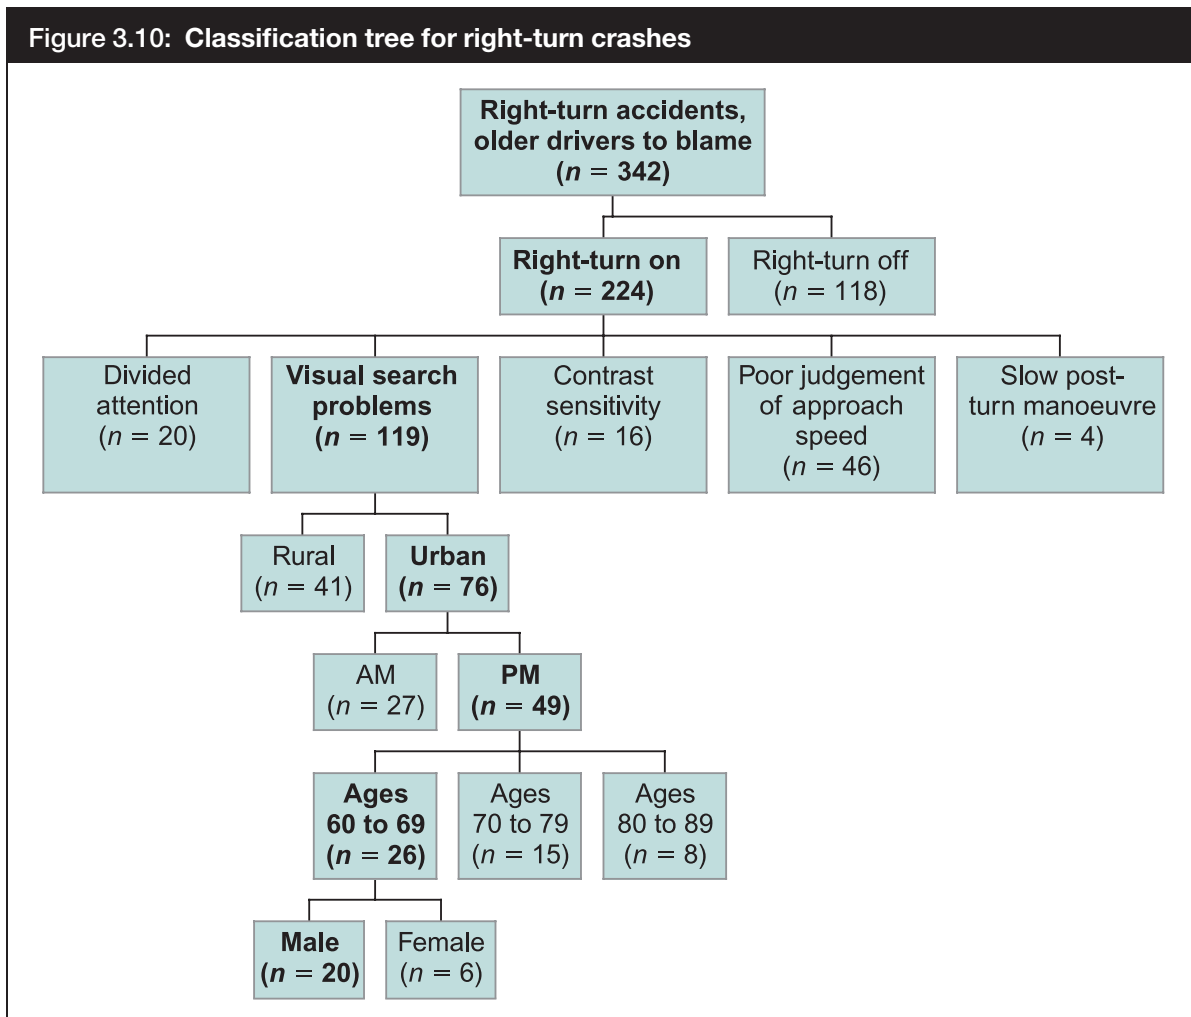 Figure 3.10: Classification tree for right-turn crashes
Right-turn accidents,
older drivers to blame
(n = 342)
Right-turn on
(n = 224)
Right-turn off
(n = 118)
Divided
attention
(n = 20)
Visual search
problems
(n = 119)
Contrast
sensitivity
(n = 16)
Poor judgement
of approach
speed
(n = 46)
Slow post-
turn manoeuvre
(n = 4)
Rural
(n = 41)
Urban
(n = 76)
AM
(n = 27)
PM
(n = 49)
Ages
60 to 69
(n = 26)
Ages
70 to 79
(n = 15)
Ages
80 to 89
(n = 8)
Male
(n = 20)
Female
(n = 6)